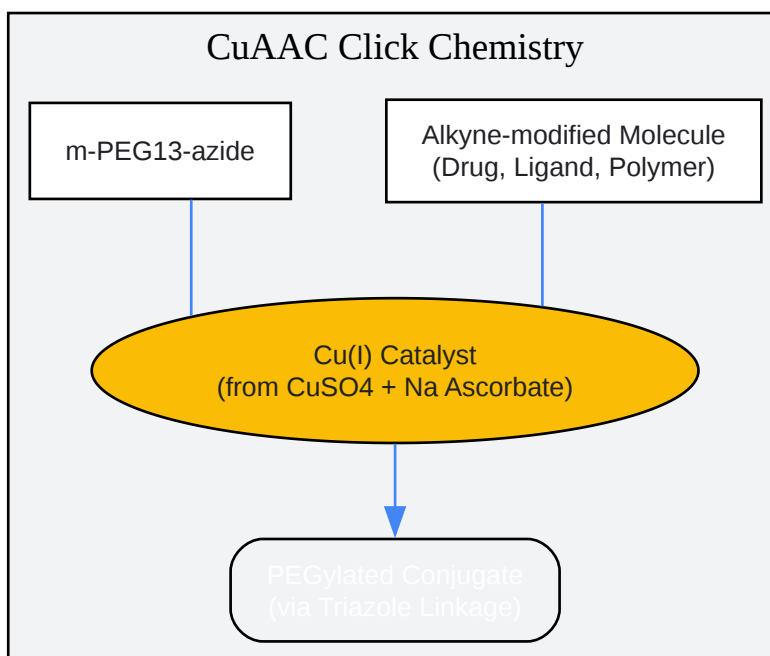 CuAAC Click Chemistry
m-PEG13-azide
Alkyne-modified Molecule
(Drug, Ligand, Polymer)
Cu(I) Catalyst
(from CuSO4 + Na Ascorbate)
PEGylated Conjugate
(via Triazole Linkage)